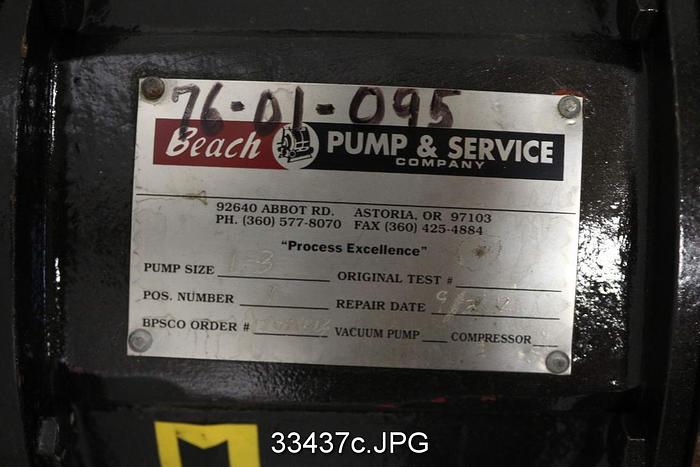 76-01-095
Beach PUMP & SERVICE
COMPANY
92640 ABBOT RD. ASTORIA, OR 97103
PH. (360) 577-8070 FAX (360) 425-4884
"Process Excellence"
PUMP SIZE L-3 ORIGINAL TEST #
POS. NUMBER 1 REPAIR DATE
BPSCO ORDER # VACUUM PUMP COMPRESSOR
M
33437c.JPG